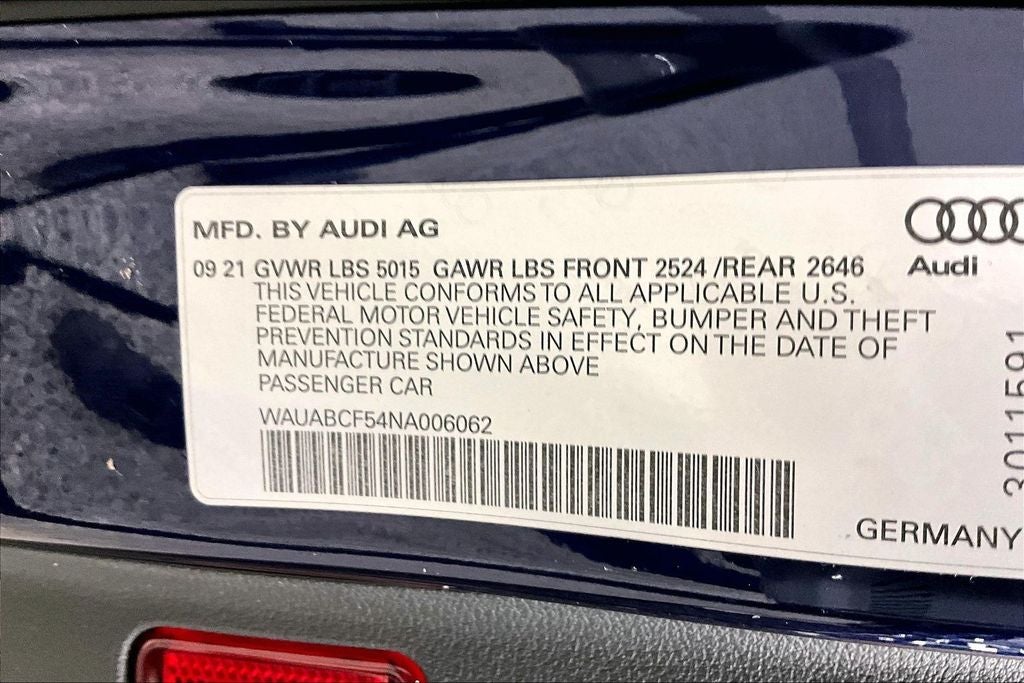 MFD. BY AUDI AG
09 21 GVWR LBS 5015 GAWR LBS FRONT 2524 /REAR 2646
THIS VEHICLE CONFORMS TO ALL APPLICABLE U.S.
FEDERAL MOTOR VEHICLE SAFETY, BUMPER AND THEFT
PREVENTION STANDARDS IN EFFECT ON THE DATE OF
MANUFACTURE SHOWN ABOVE
PASSENGER CAR
WAUABCF54NA006062
Audi
3011591
GERMANY